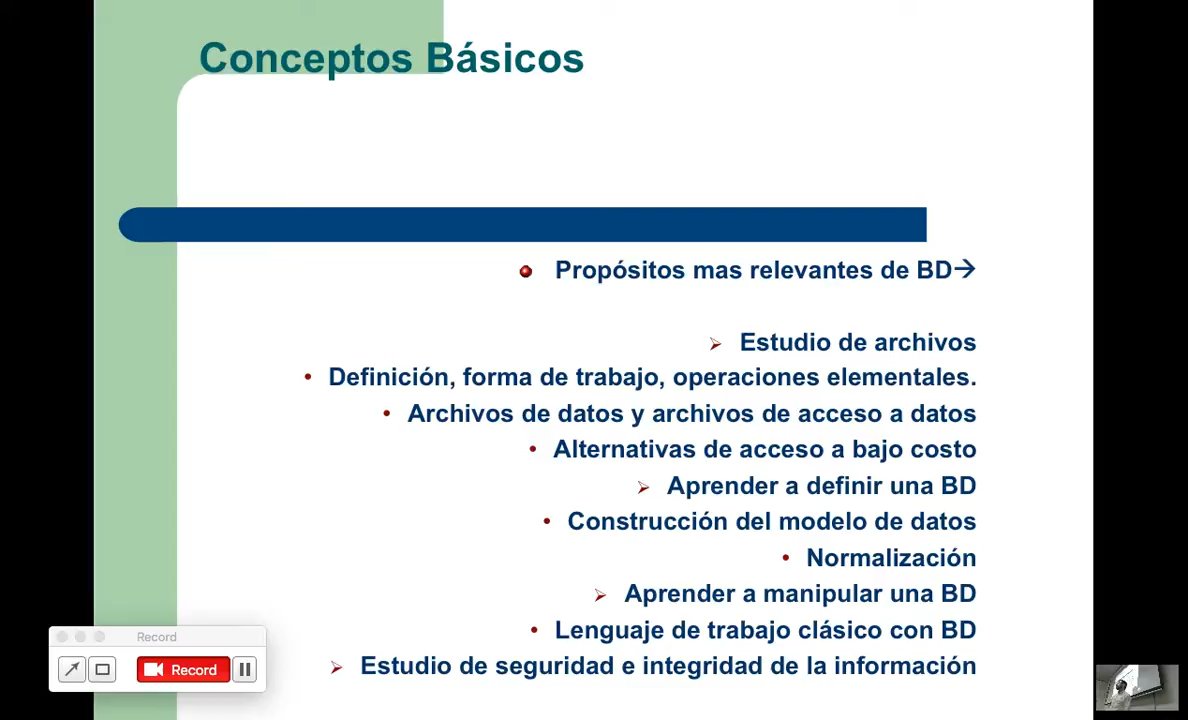 Conceptos Básicos
Propósitos mas relevantes de BD→
Estudio de archivos
Definición, forma de trabajo, operaciones elementales.
Archivos de datos y archivos de acceso a datos
Alternativas de acceso a bajo costo
Aprender a definir una BD
Construcción del modelo de datos
Normalización
Aprender a manipular una BD
Lenguaje de trabajo clásico con BD
Estudio de seguridad e integridad de la información
Record
Record